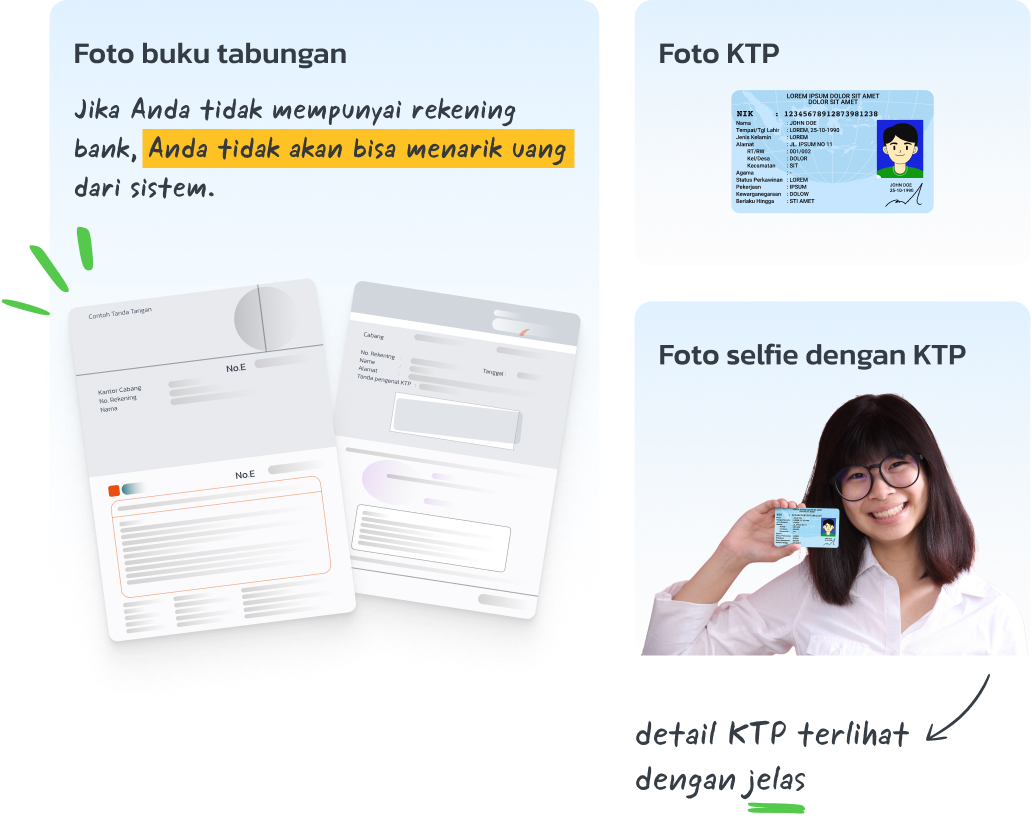 Foto buku tabungan
Jika Anda tidak mempunyai rekening
bank, Anda tidak akan bisa menarik uang
dari sistem.
Contoh Tanda Tangan
No.E
Kantor Cabang
No. Rekening
Nama
No.E
Cabang
No. Rekening
Name :
Alamat
Tanda pengenal KTP :
Tanggal :
Foto KTP
LOREM IPSUM DOLOR SIT AMET
DOLOR SIT AMET
NIK : 12345678912873981238
Nama : JOHN DOE
Tempat/Tgl Lahir : LOREM, 25-10-1990
Jenis Kelamin : LOREM
Alamat : JL. IPSUM NO 11
RT/RW : 001/002
Kel/Desa : DOLOR
Kecamatan : SIT
Agama : -
Status Perkawinan : LOREM
Pekerjaan : IPSUM
Kewarganegaraan : DOLOW
Berlaku Hingga : STI AMET
JOHN DOE
25-10-1990
Foto selfie dengan KTP
detail KTP terlihat
dengan jelas